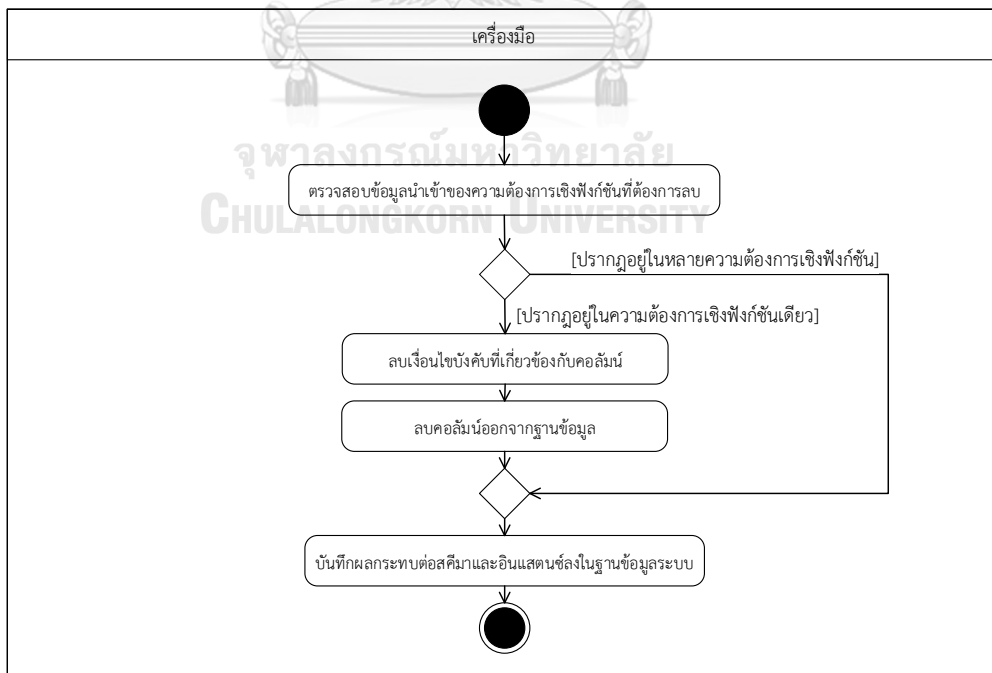 เครื่องมือ
จุฬาลงกรณ์มหาวิทยาลัย
ตรวจสอบข้อมูลนำเข้าของความต้องการเชิงฟังก์ชันที่ต้องการลบ
CHULALONGKORN UNIVERSITY
[ปรากฏอยู่ในหลายความต้องการเชิงฟังก์ชัน]
[ปรากฏอยู่ในความต้องการเชิงฟังก์ชันเดียว]
ลบเงื่อนไขบังคับที่เกี่ยวข้องกับคอลัมน์
ลบคอลัมน์ออกจากฐานข้อมูล
บันทึกผลกระทบต่อสคีมาและอินแสตนซ์ลงในฐานข้อมูลระบบ